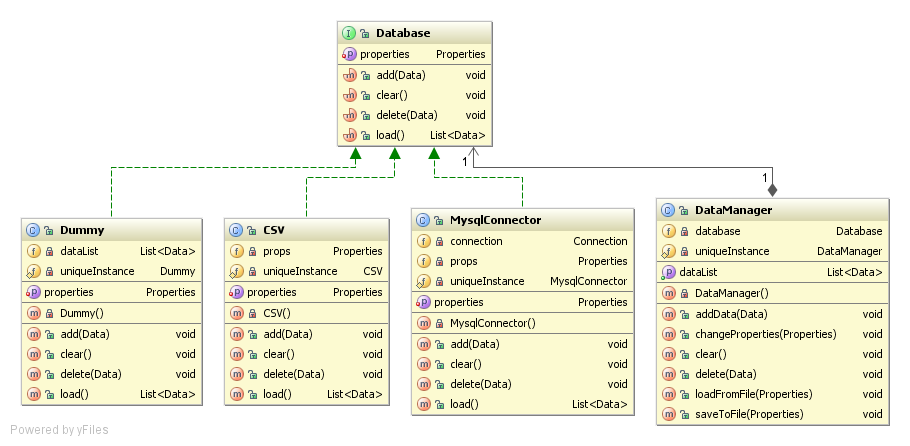 I Database
p properties Properties
m add(Data) void
m clear() void
m delete(Data) void
m load() List<Data>
1
1
C Dummy
f dataList List<Data>
f uniqueInstance Dummy
p properties Properties
m Dummy()
m add(Data) void
m clear() void
m delete(Data) void
m load() List<Data>
C CSV
f props Properties
f uniqueInstance CSV
p properties Properties
m CSV()
m add(Data) void
m clear() void
m delete(Data) void
m load() List<Data>
C MysqlConnector
f connection Connection
f props Properties
f uniqueInstance MysqlConnector
p properties Properties
m MysqlConnector()
m add(Data) void
m clear() void
m delete(Data) void
m load() List<Data>
C DataManager
f database Database
f uniqueInstance DataManager
p dataList List<Data>
m DataManager()
m addData(Data) void
m changeProperties(Properties) void
m clear() void
m delete(Data) void
m loadFromFile(Properties) void
m saveToFile(Properties) void
Powered by yFiles